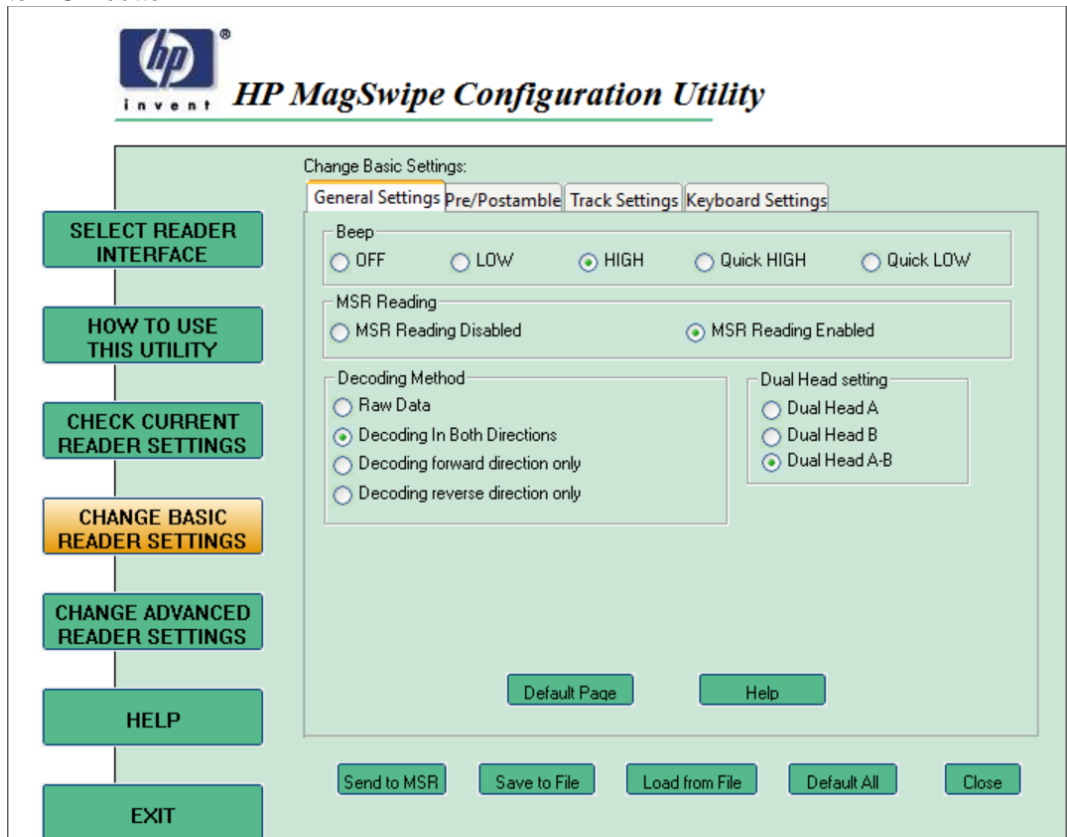 hp
®
invent
HP MagSwipe Configuration Utility
Change Basic Settings:
General Settings Pre/Postamble Track Settings Keyboard Settings
SELECT READER
INTERFACE
HOW TO USE
THIS UTILITY
CHECK CURRENT
READER SETTINGS
CHANGE BASIC
READER SETTINGS
CHANGE ADVANCED
READER SETTINGS
HELP
EXIT
Beep
OFF LOW HIGH Quick HIGH Quick LOW
MSR Reading
MSR Reading Disabled MSR Reading Enabled
Decoding Method
Raw Data
Decoding In Both Directions
Decoding forward direction only
Decoding reverse direction only
Dual Head setting
Dual Head A
Dual Head B
Dual Head A-B
Default Page Help
Send to MSR Save to File Load from File Default All Close